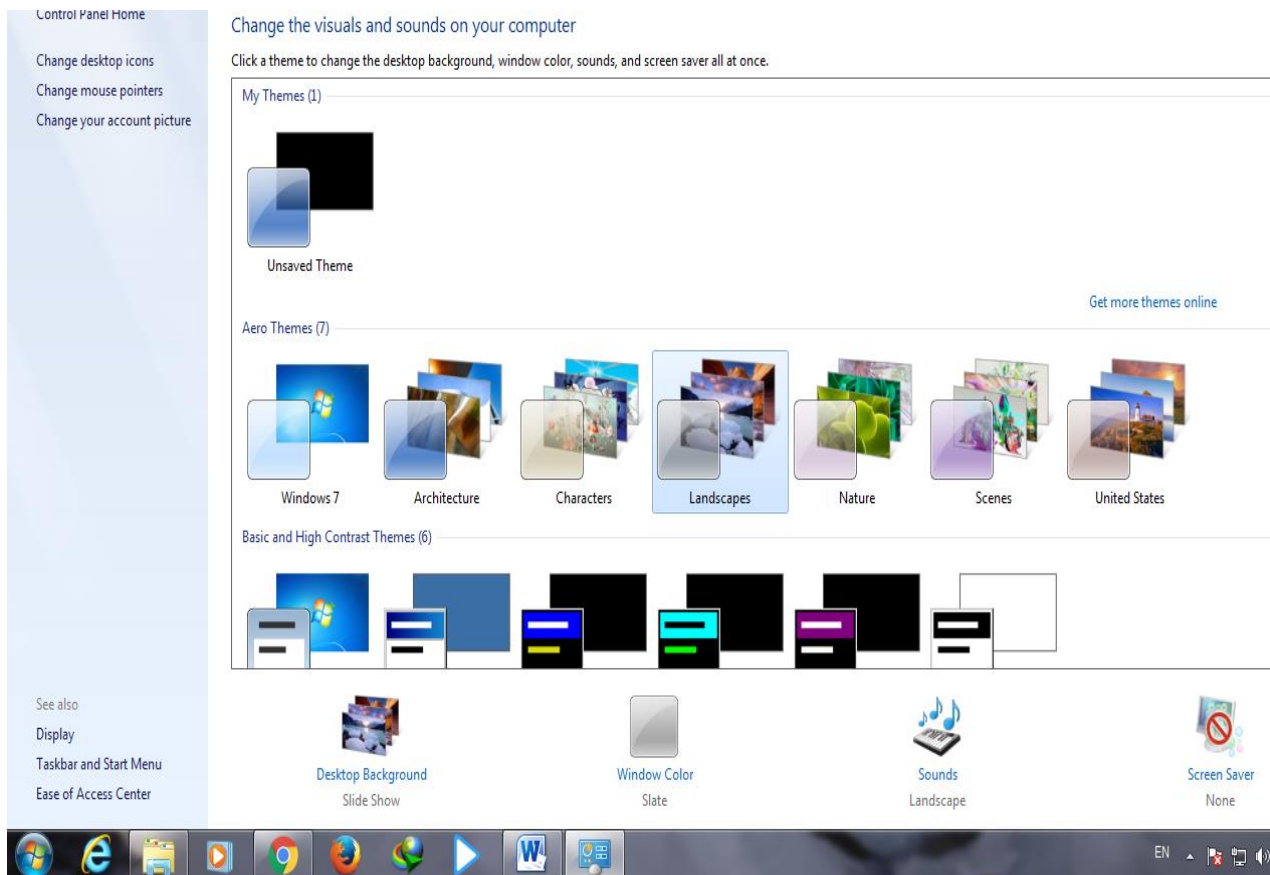 Control Panel Home
Change desktop icons
Change mouse pointers
Change your account picture
Change the visuals and sounds on your computer
Click a theme to change the desktop background, window color, sounds, and screen saver all at once.
My Themes (1)
Unsaved Theme
Get more themes online
Aero Themes (7)
Windows 7
Architecture
Characters
Landscapes
Nature
Scenes
United States
Basic and High Contrast Themes (6)
See also
Display
Taskbar and Start Menu
Ease of Access Center
Desktop Background
Slide Show
Window Color
Slate
Sounds
Landscape
Screen Saver
None
EN